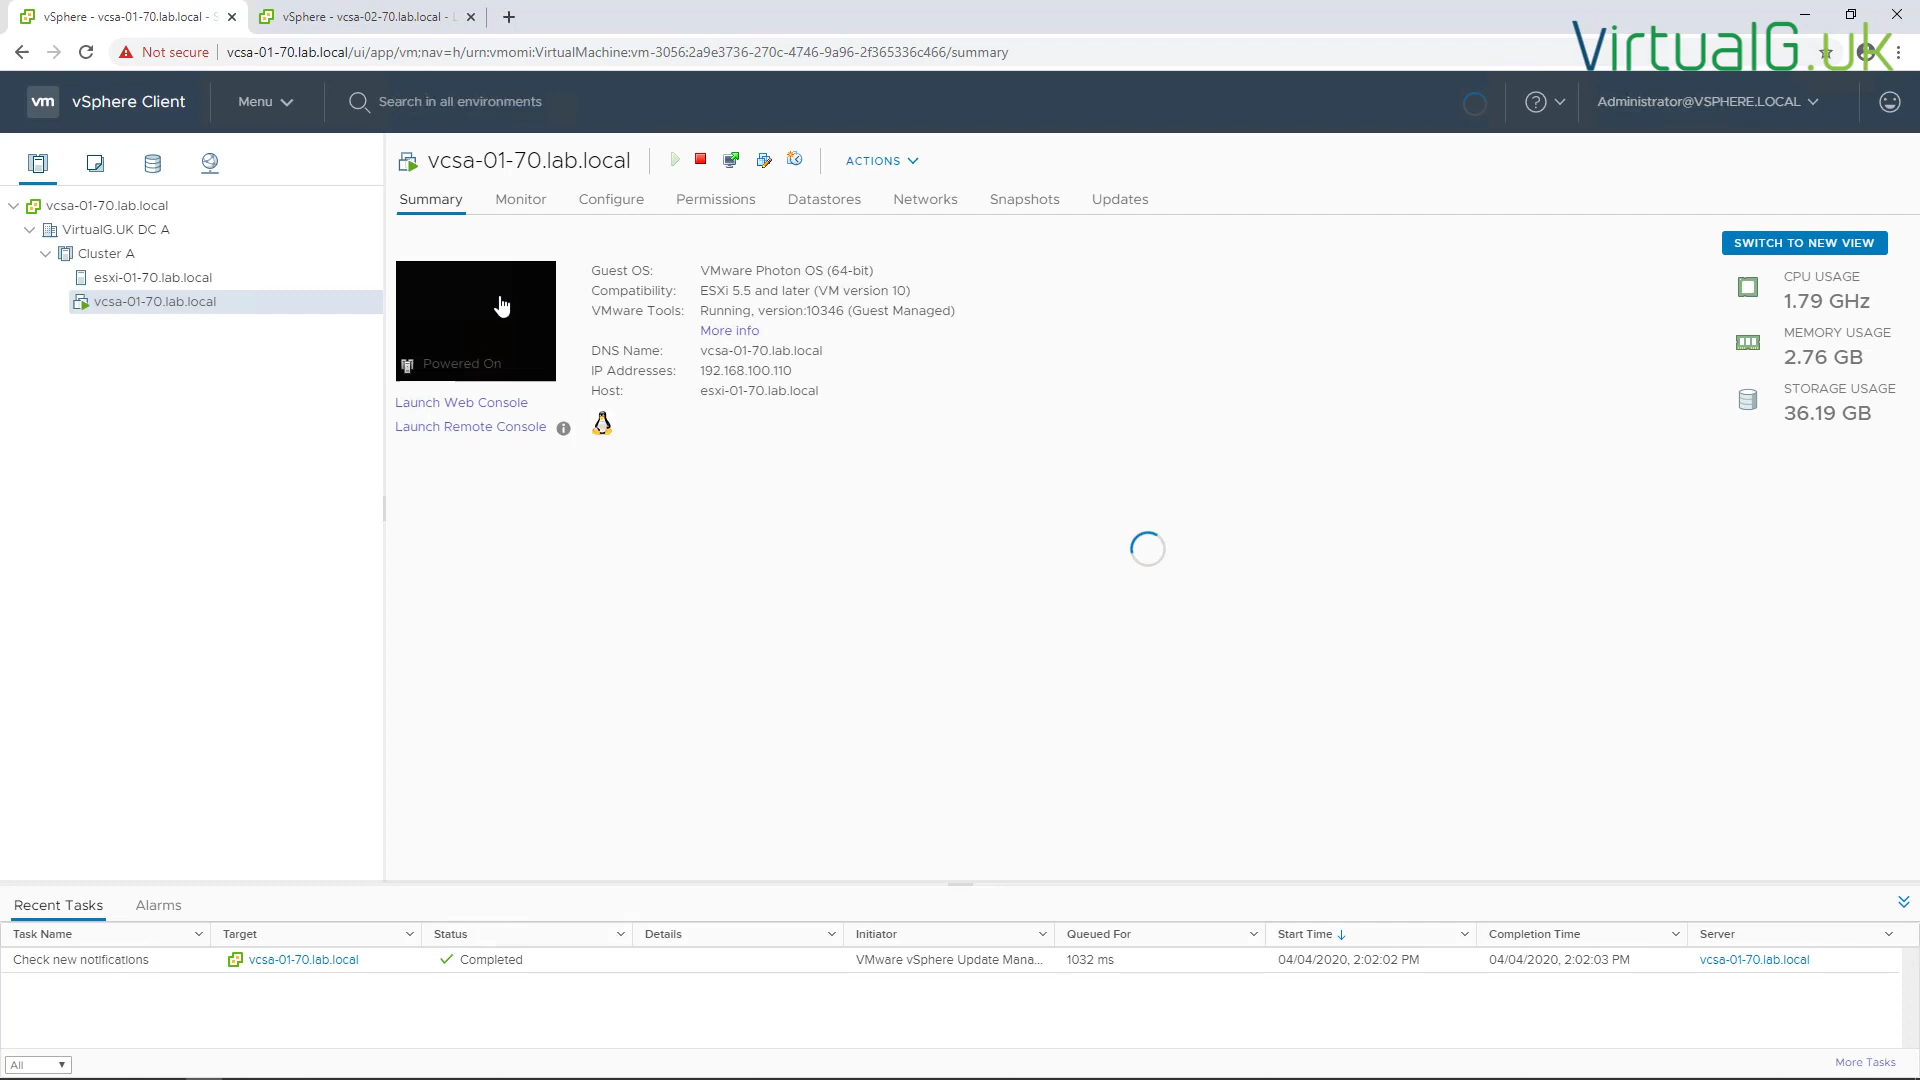 vSphere - vcsa-01-70.lab.local - S
vSphere - vcsa-02-70.lab.local - L
Not secure
vcsa-01-70.lab.local/ui/app/vm;nav=h/urn:vmomi:VirtualMachine:vm-3056:2a9e3736-270c-4746-9a96-2f365336c466/summary
VirtualG.uk
vm vSphere Client
Menu
Search in all environments
Administrator@VSPHERE.LOCAL
vcsa-01-70.lab.local
VirtualG.UK DC A
Cluster A
esxi-01-70.lab.local
vcsa-01-70.lab.local
vcsa-01-70.lab.local
ACTIONS
Summary
Monitor
Configure
Permissions
Datastores
Networks
Snapshots
Updates
Powered On
Launch Web Console
Launch Remote Console
Guest OS: VMware Photon OS (64-bit)
Compatibility: ESXi 5.5 and later (VM version 10)
VMware Tools: Running, version:10346 (Guest Managed)
More info
DNS Name: vcsa-01-70.lab.local
IP Addresses: 192.168.100.110
Host: esxi-01-70.lab.local
SWITCH TO NEW VIEW
CPU USAGE
1.79 GHz
MEMORY USAGE
2.76 GB
STORAGE USAGE
36.19 GB
Recent Tasks
Alarms
Task Name Target Status Details Initiator Queued For Start Time Completion Time Server
Check new notifications vcsa-01-70.lab.local Completed VMware vSphere Update Mana... 1032 ms 04/04/2020, 2:02:02 PM 04/04/2020, 2:02:03 PM vcsa-01-70.lab.local
All
More Tasks